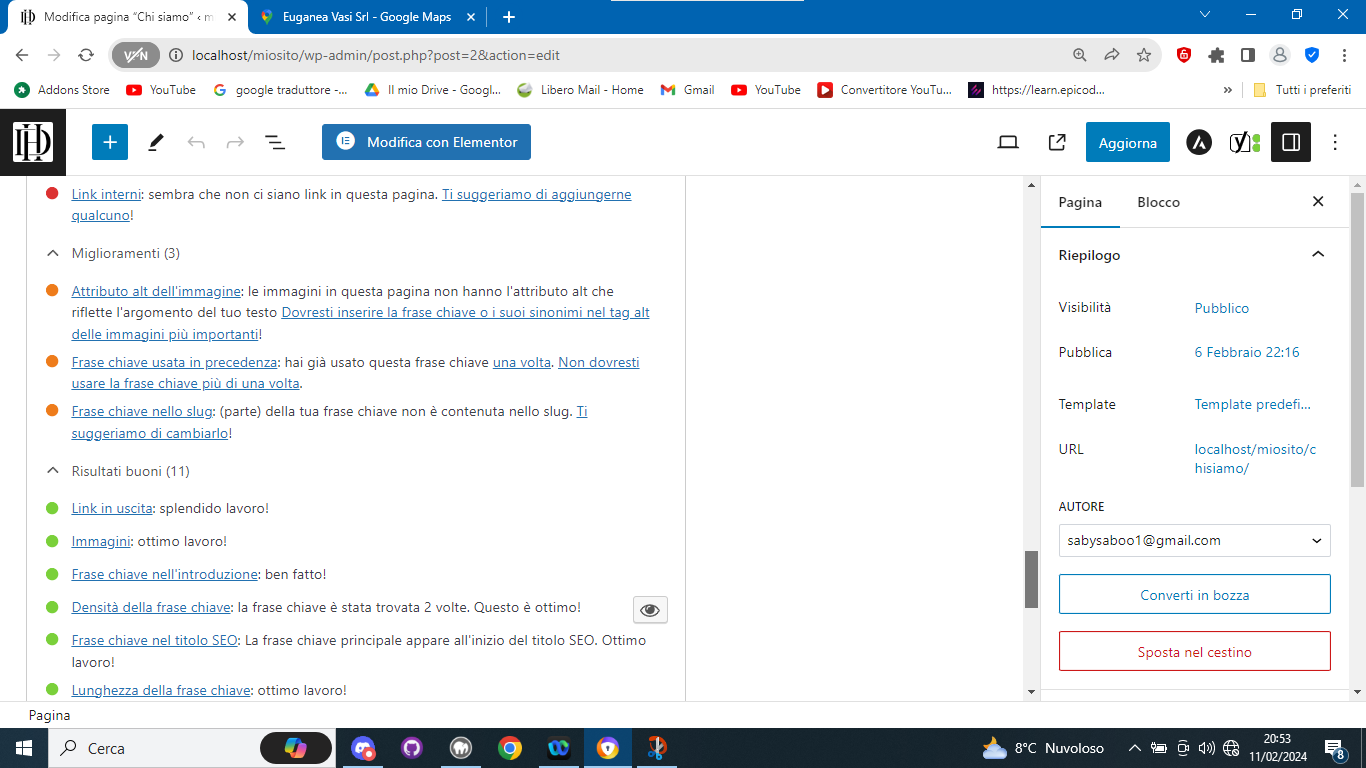 Modifica pagina “Chi siamo” ‹ m
Euganea Vasi Srl - Google Maps
VPN
localhost/miosito/wp-admin/post.php?post=2&action=edit
Addons Store
YouTube
google traduttore -...
Il mio Drive - Googl...
Libero Mail - Home
Gmail
YouTube
Convertitore YouTu...
https://learn.epicod...
Tutti i preferiti
Modifica con Elementor
Aggiorna
Link interni: sembra che non ci siano link in questa pagina. Ti suggeriamo di aggiungerne
qualcuno!
Miglioramenti (3)
Attributo alt dell'immagine: le immagini in questa pagina non hanno l'attributo alt che
riflette l'argomento del tuo testo Dovresti inserire la frase chiave o i suoi sinonimi nel tag alt
delle immagini più importanti!
Frase chiave usata in precedenza: hai già usato questa frase chiave una volta. Non dovresti
usare la frase chiave più di una volta.
Frase chiave nello slug: (parte) della tua frase chiave non è contenuta nello slug. Ti
suggeriamo di cambiarlo!
Risultati buoni (11)
Link in uscita: splendido lavoro!
Immagini: ottimo lavoro!
Frase chiave nell'introduzione: ben fatto!
Densità della frase chiave: la frase chiave è stata trovata 2 volte. Questo è ottimo!
Frase chiave nel titolo SEO: La frase chiave principale appare all'inizio del titolo SEO. Ottimo
lavoro!
Lunghezza della frase chiave: ottimo lavoro!
Pagina
Blocco
Riepilogo
Visibilità
Pubblico
Pubblica
6 Febbraio 22:16
Template
Template predefi...
URL
localhost/miosito/c
hisiamo/
AUTORE
sabysaboo1@gmail.com
Converti in bozza
Sposta nel cestino
Pagina
Cerca
8°C Nuvoloso
20:53
11/02/2024
8